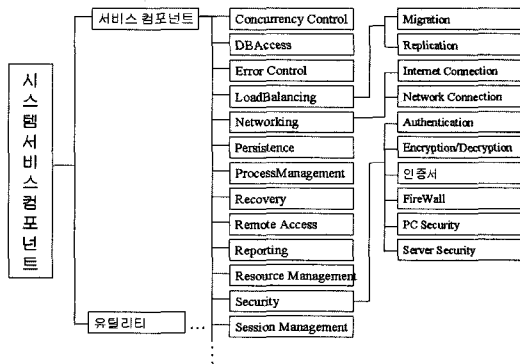 시스템서비스컴포넌트
서비스 컴포넌트
유틸리티 ...
Concurrency Control
DBAccess
Error Control
LoadBalancing
Networking
Persistence
ProcessManagement
Recovery
Remote Access
Reporting
Resource Management
Security
Session Management
Migration
Replication
Internet Connection
Network Connection
Authentication
Encryption/Decryption
인증서
FireWall
PC Security
Server Security